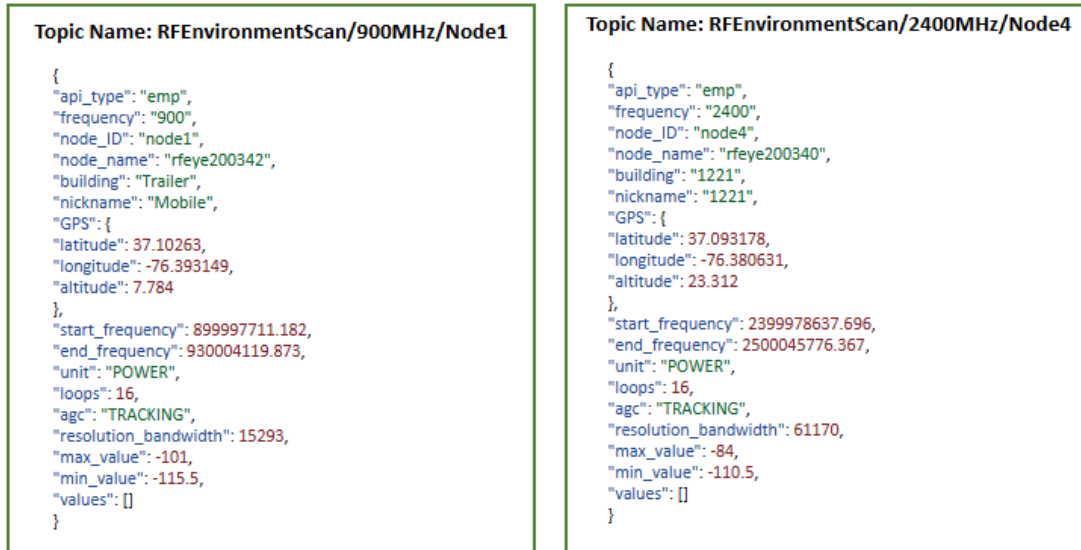 Topic Name: RFEnvironmentScan/900MHz/Node1
{
"api_type": "emp",
"frequency": "900",
"node_ID": "node1",
"node_name": "rfeye200342",
"building": "Trailer",
"nickname": "Mobile",
"GPS": {
"latitude": 37.10263,
"longitude": -76.393149,
"altitude": 7.784
},
"start_frequency": 899997711.182,
"end_frequency": 930004119.873,
"unit": "POWER",
"loops": 16,
"agc": "TRACKING",
"resolution_bandwidth": 15293,
"max_value": -101,
"min_value": -115.5,
"values": []
}
Topic Name: RFEnvironmentScan/2400MHz/Node4
{
"api_type": "emp",
"frequency": "2400",
"node_ID": "node4",
"node_name": "rfeye200340",
"building": "1221",
"nickname": "1221",
"GPS": {
"latitude": 37.093178,
"longitude": -76.380631,
"altitude": 23.312
},
"start_frequency": 2399978637.696,
"end_frequency": 2500045776.367,
"unit": "POWER",
"loops": 16,
"agc": "TRACKING",
"resolution_bandwidth": 61170,
"max_value": -84,
"min_value": -110.5,
"values": []
}